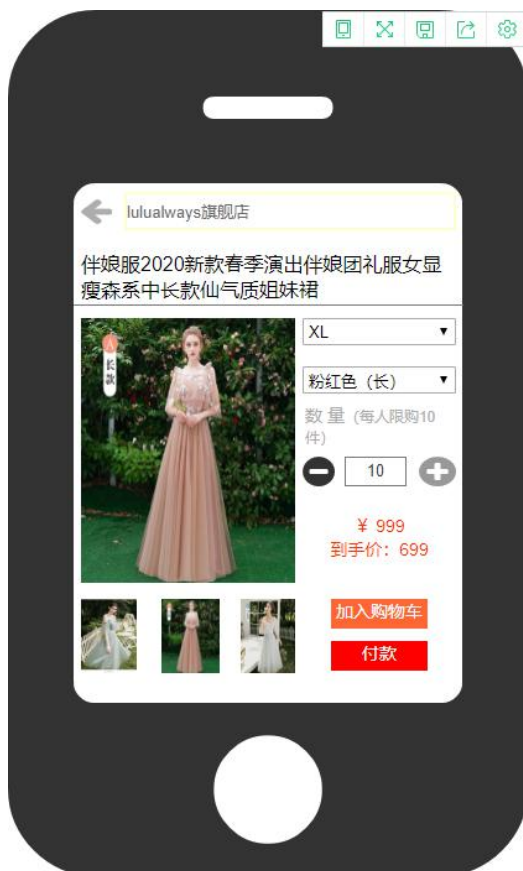 lulualways旗舰店
伴娘服2020新款春季演出伴娘团礼服女显
瘦森系中长款仙气质姐妹裙
长款
XL
粉红色（长）
数 量（每人限购10
件）
10
¥ 999
到手价：699
加入购物车
付款